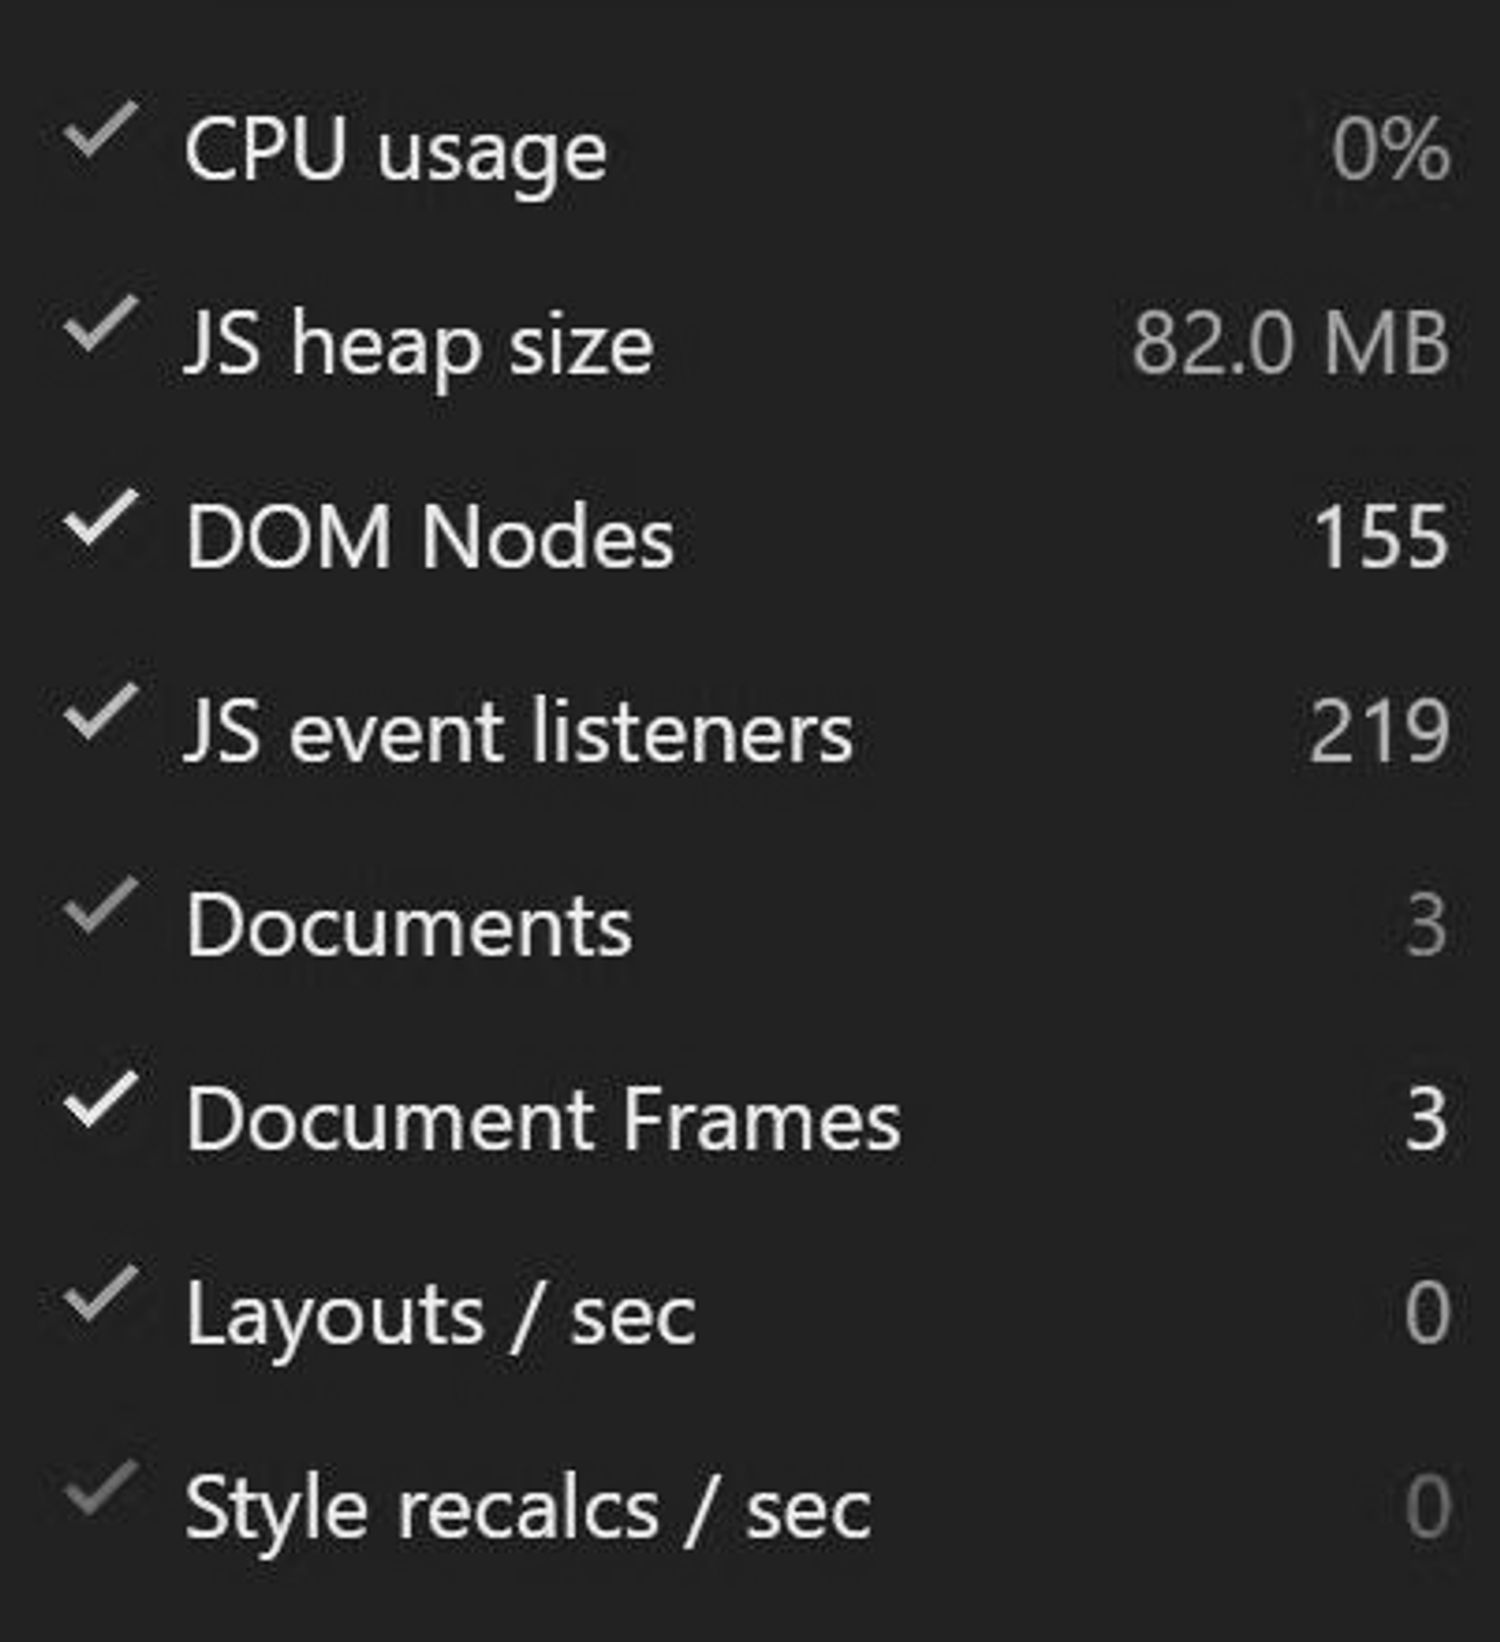 CPU usage 0%
JS heap size 82.0 MB
DOM Nodes 155
JS event listeners 219
Documents 3
Document Frames 3
Layouts / sec 0
Style recalcs / sec 0